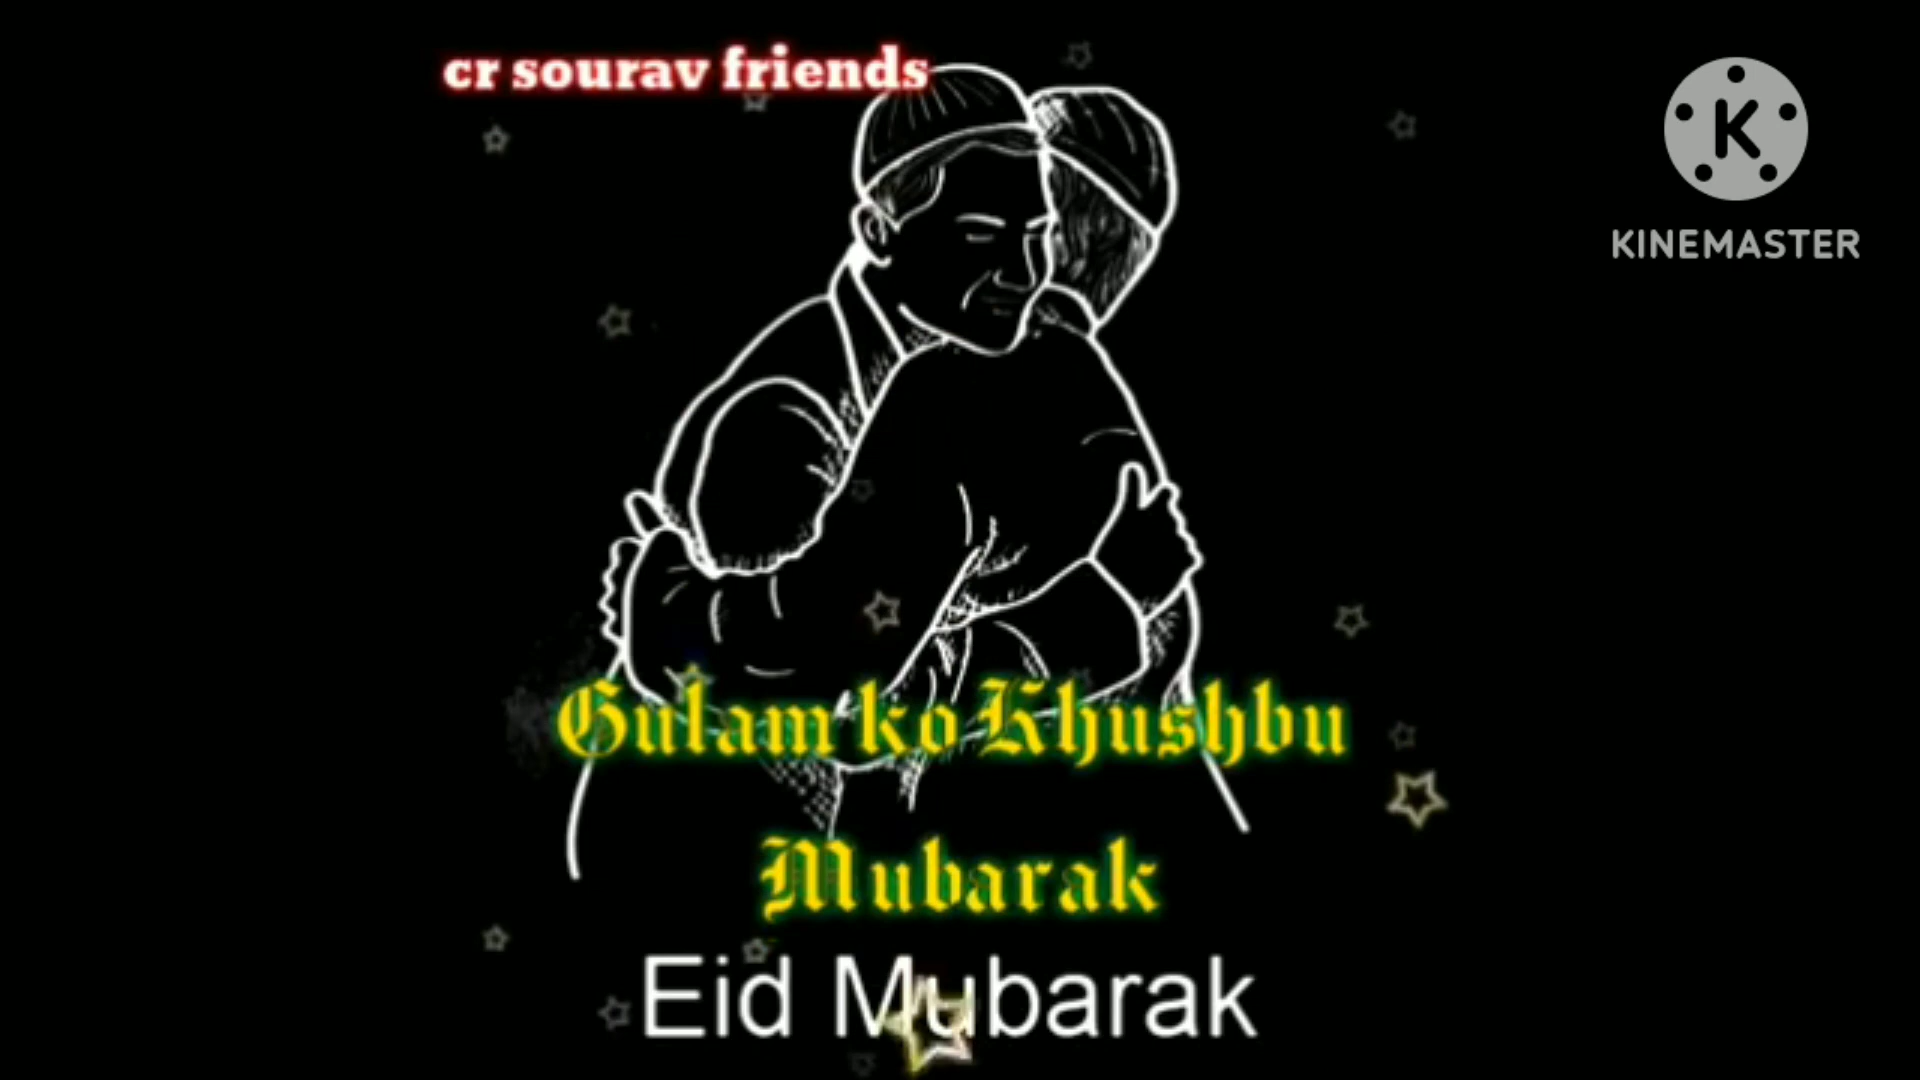 cr sourav friends
KINEMASTER
Gulam ko Khushbu
Mubarak
Eid Mubarak